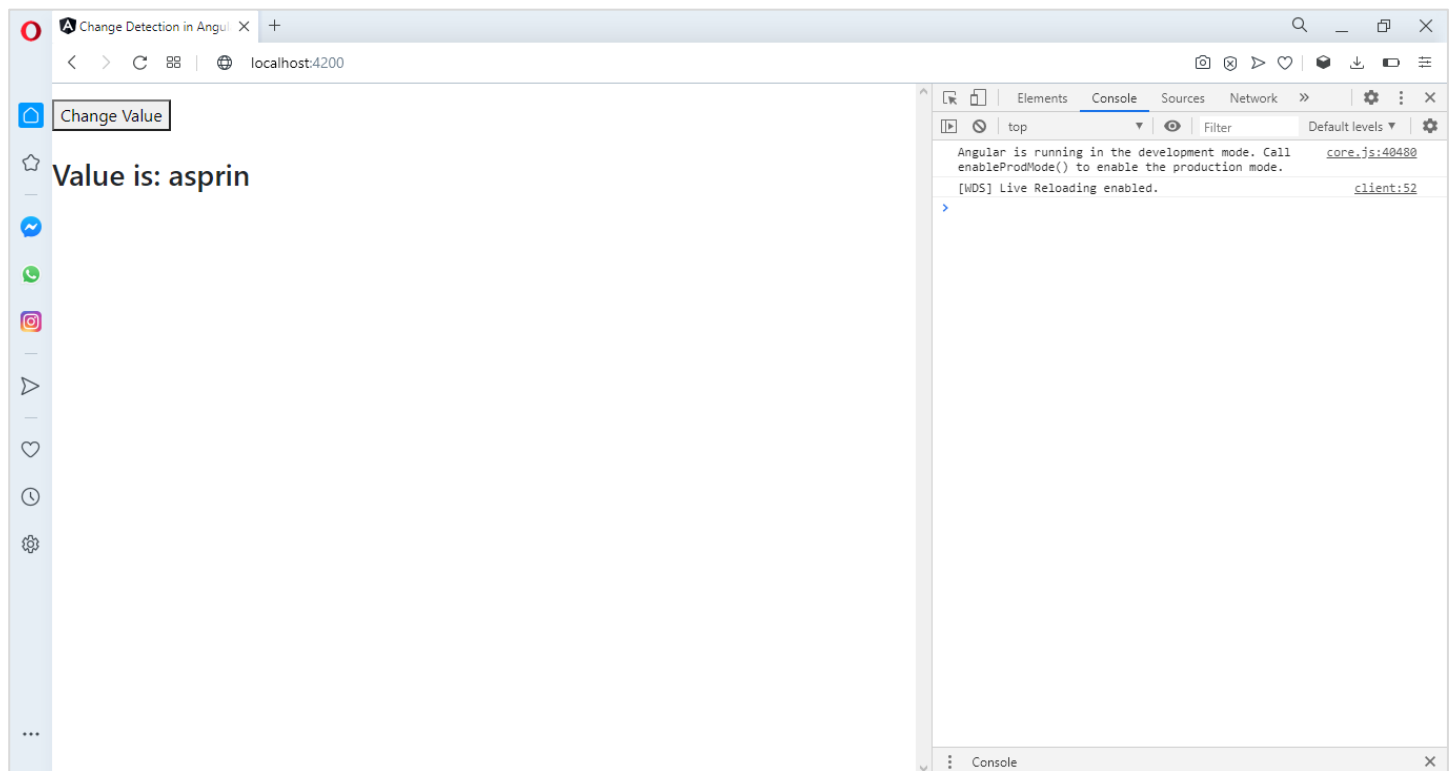 Change Detection in Angul
localhost:4200
Change Value
Value is: asprin
Elements Console Sources Network »
top Filter Default levels ▼
Angular is running in the development mode. Call core.js:40480
enableProdMode() to enable the production mode.
[WDS] Live Reloading enabled. client:52
>
Console